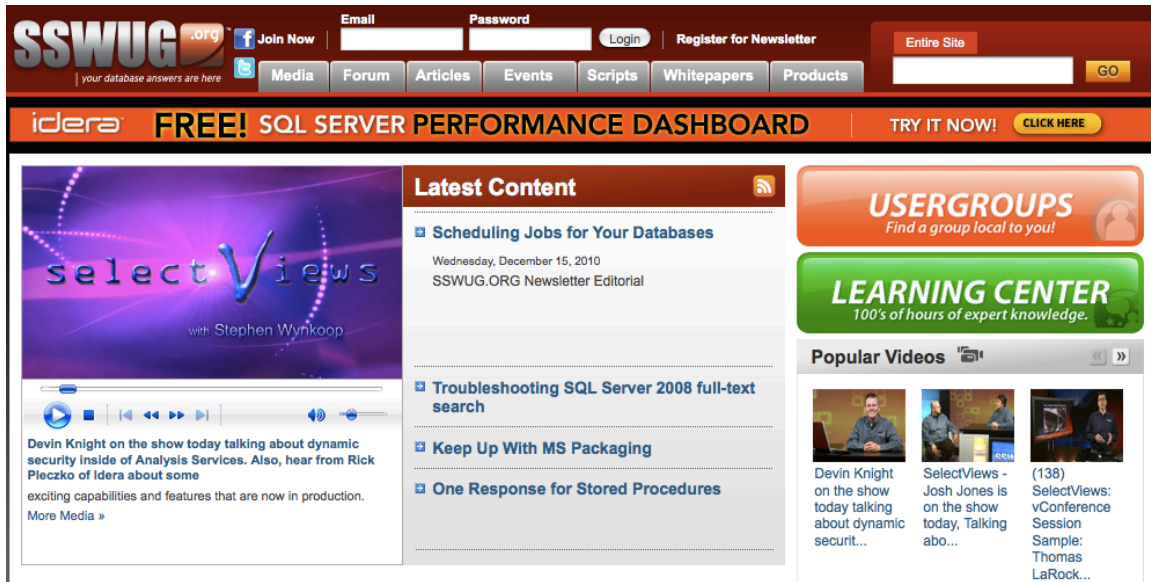 SSWUG.org
your database answers are here
Join Now
Email
Password
Login
Register for Newsletter
Entire Site
GO
Media
Forum
Articles
Events
Scripts
Whitepapers
Products
idera FREE! SQL SERVER PERFORMANCE DASHBOARD TRY IT NOW! CLICK HERE
selectViews
with Stephen Wynkoop
Devin Knight on the show today talking about dynamic
security inside of Analysis Services. Also, hear from Rick
Pleczko of Idera about some
exciting capabilities and features that are now in production.
More Media »
Latest Content
Scheduling Jobs for Your Databases
Wednesday, December 15, 2010
SSWUG.ORG Newsletter Editorial
Troubleshooting SQL Server 2008 full-text
search
Keep Up With MS Packaging
One Response for Stored Procedures
USERGROUPS
Find a group local to you!
LEARNING CENTER
100's of hours of expert knowledge.
Popular Videos
Devin Knight
on the show
today talking
about dynamic
securit...
SelectViews -
Josh Jones is
on the show
today, Talking
abo...
(138)
SelectViews:
vConference
Session
Sample:
Thomas
LaRock...